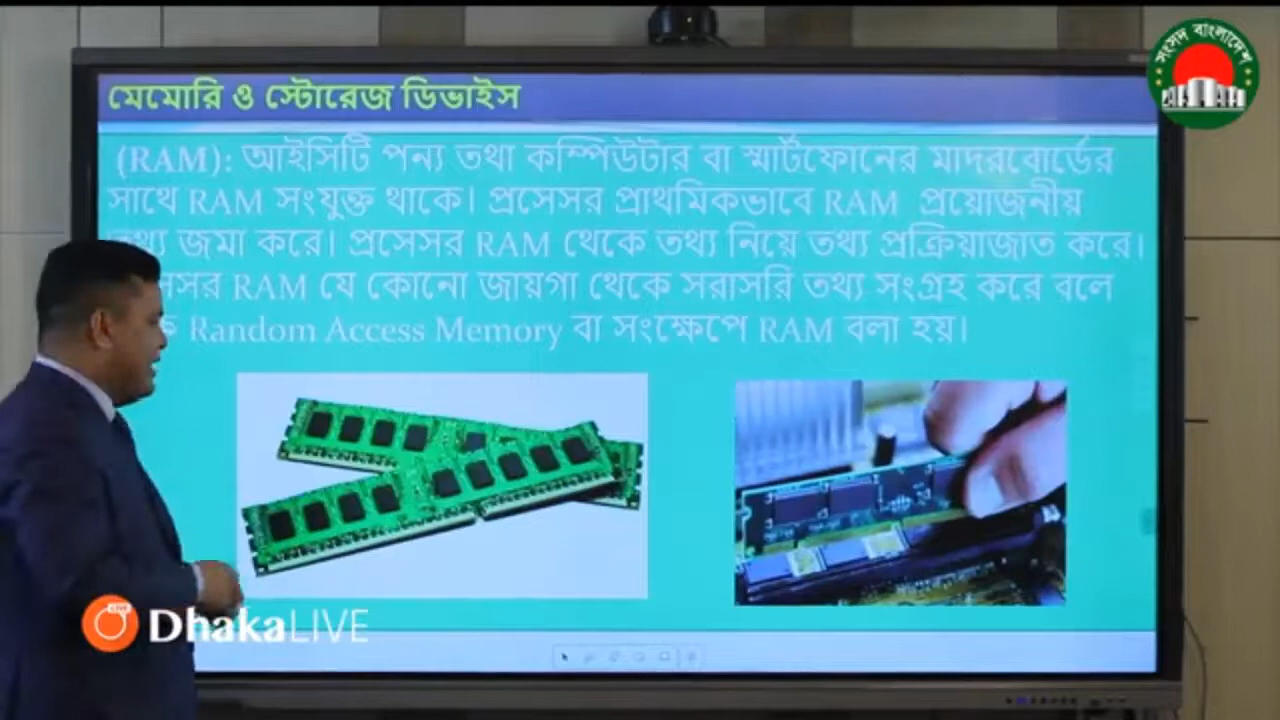 সংসদ বাংলাদেশ
মেমোরি ও স্টোরেজ ডিভাইস
(RAM): আইসিটি পন্য তথা কম্পিউটার বা স্মার্টফোনের মাদরবোর্ডের
সাথে RAM সংযুক্ত থাকে। প্রসেসর প্রাথমিকভাবে RAM প্রয়োজনীয়
জমা করে। প্রসেসর RAM থেকে তথ্য নিয়ে তথ্য প্রক্রিয়াজাত করে।
RAM যে কোনো জায়গা থেকে সরাসরি তথ্য সংগ্রহ করে বলে
Random Access Memory বা সংক্ষেপে RAM বলা হয়।
LIVE
DhakaLIVE